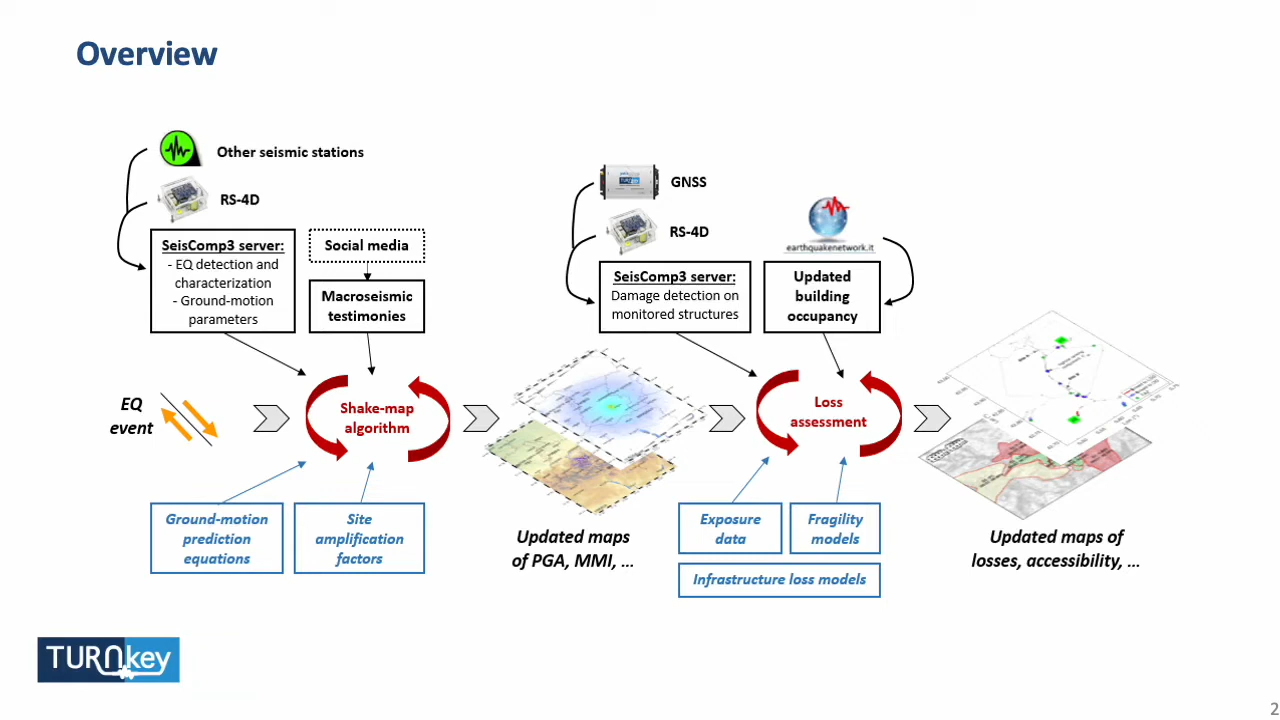 Overview
Other seismic stations
RS-4D
SeisComp3 server:
- EQ detection and
characterization
- Ground-motion
parameters
Social media
Macroseismic
testimonies
GNSS
RS-4D
earthquakenetwork.it
SeisComp3 server:
Damage detection on
monitored structures
Updated
building
occupancy
EQ
event
Shake-map
algorithm
Loss
assessment
Ground-motion
prediction
equations
Site
amplification
factors
Updated maps
of PGA, MMI, ...
Exposure
data
Fragility
models
Infrastructure loss models
Updated maps of
losses, accessibility, ...
TURNkey
2